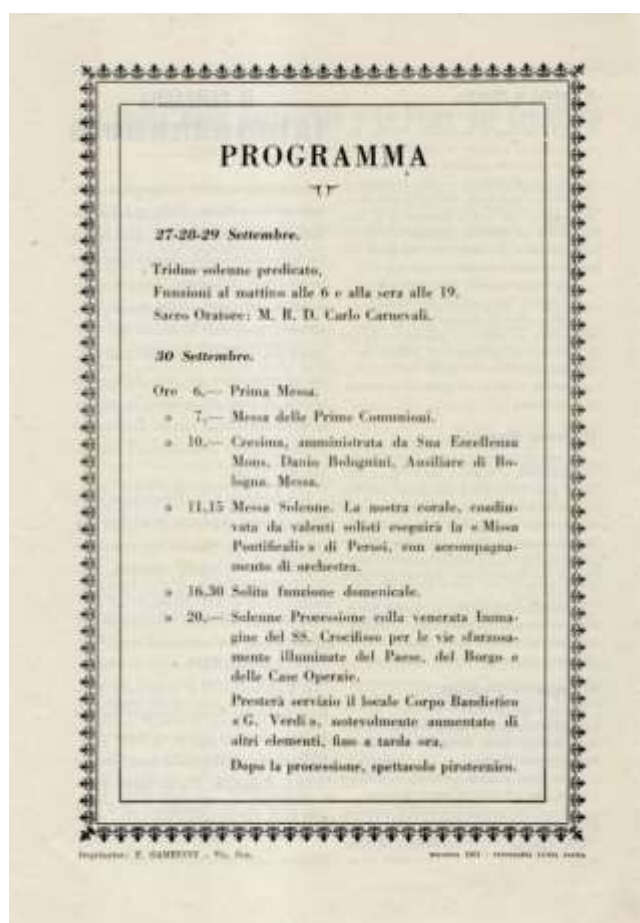 PROGRAMMA
27-28-29 Settembre.
Triduo solenne predicato,
Funzioni al mattino alle 6 e alla sera alle 19.
Sacro Oratore: M. R. D. Carlo Carnevali.
30 Settembre.
Ore 6,— Prima Messa.
» 7,— Messa delle Prime Comunioni.
» 10,— Cresima, amministrata da Sua Eccellenza
Mons. Danio Bolognini, Ausiliare di Bo-
logna. Messa.
» 11,15 Messa Solenne. La nostra corale, coadiu-
vata da valenti solisti eseguirà la «Missa
Pontificalis» di Perosi, con accompagna-
mento di orchestra.
» 16,30 Solita funzione domenicale.
» 20,— Solenne Processione colla venerata Imma-
gine del SS. Crocifisso per le vie sfarzosa-
mente illuminate del Paese, del Borgo e
delle Case Operaie.
Presterà servizio il locale Corpo Bandistico
«G. Verdi», notevolmente aumentato di
altri elementi, fino a tarda ora.
Dopo la processione, spettacolo pirotecnico.
Imprimatur: E. Gen.
1951 - TIPOGRAFIA LUIGI PARMA